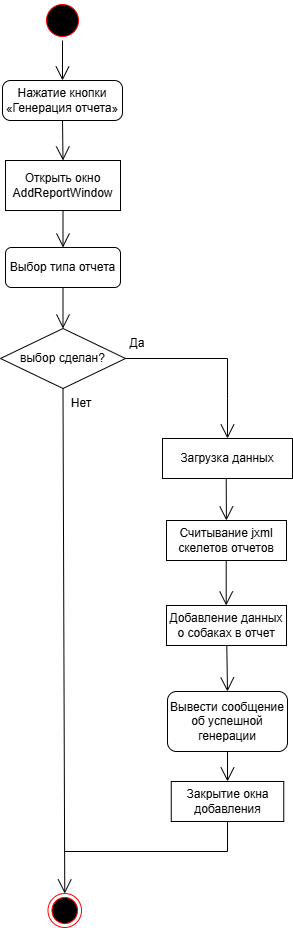 Нажатие кнопки
«Генерация отчета»
Открыть окно
AddReportWindow
Выбор типа отчета
выбор сделан?
Да
Нет
Загрузка данных
Считывание jxml
скелетов отчетов
Добавление данных
о собаках в отчет
Вывести сообщение
об успешной
генерации
Закрытие окна
добавления